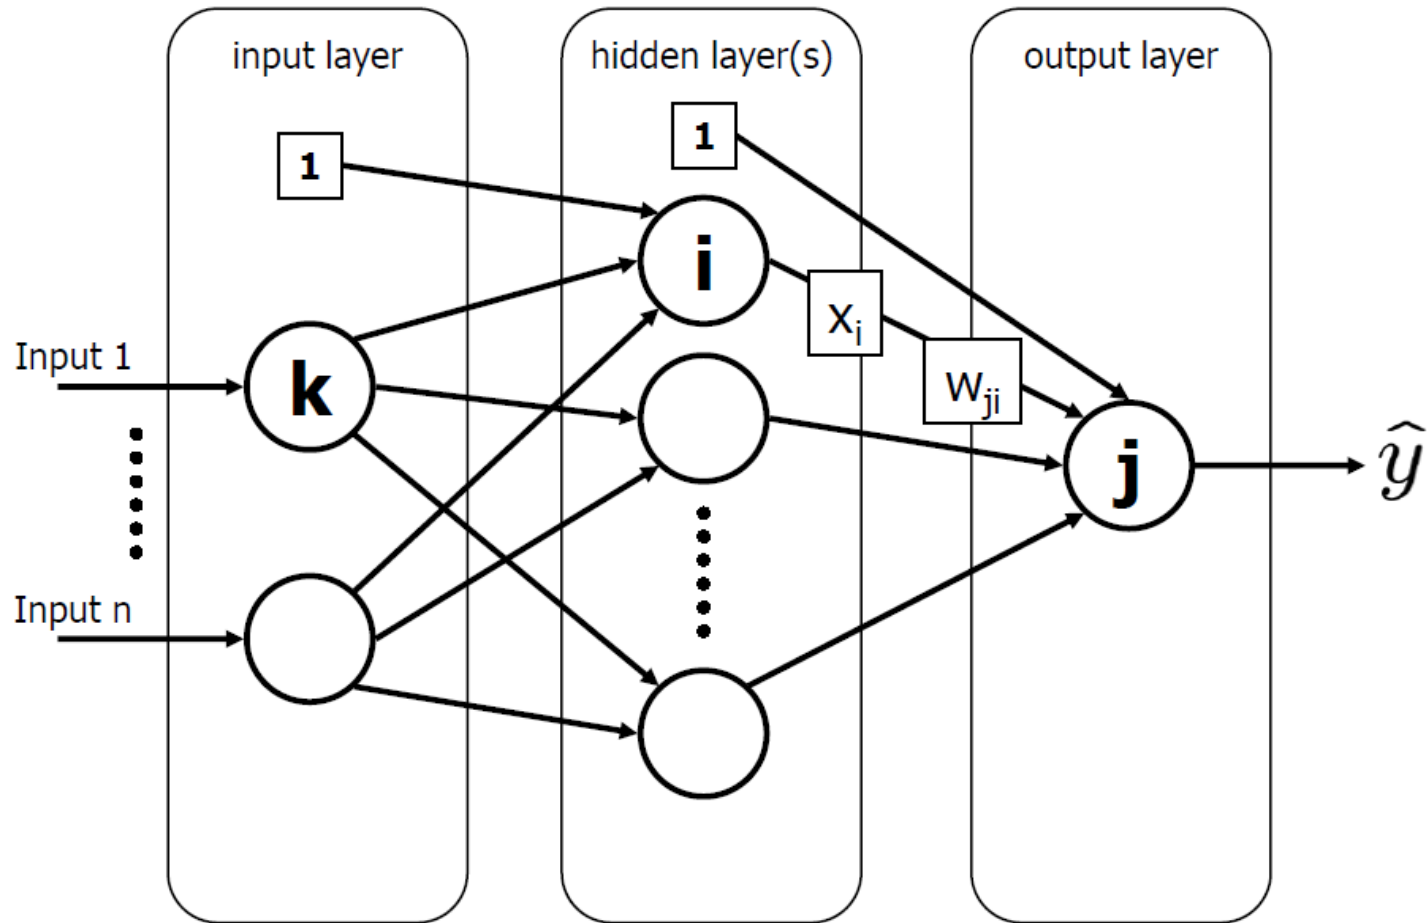 input layer
hidden layer(s)
output layer
1
1
i
x_i
w_ji
Input 1
k
j
ŷ
Input n